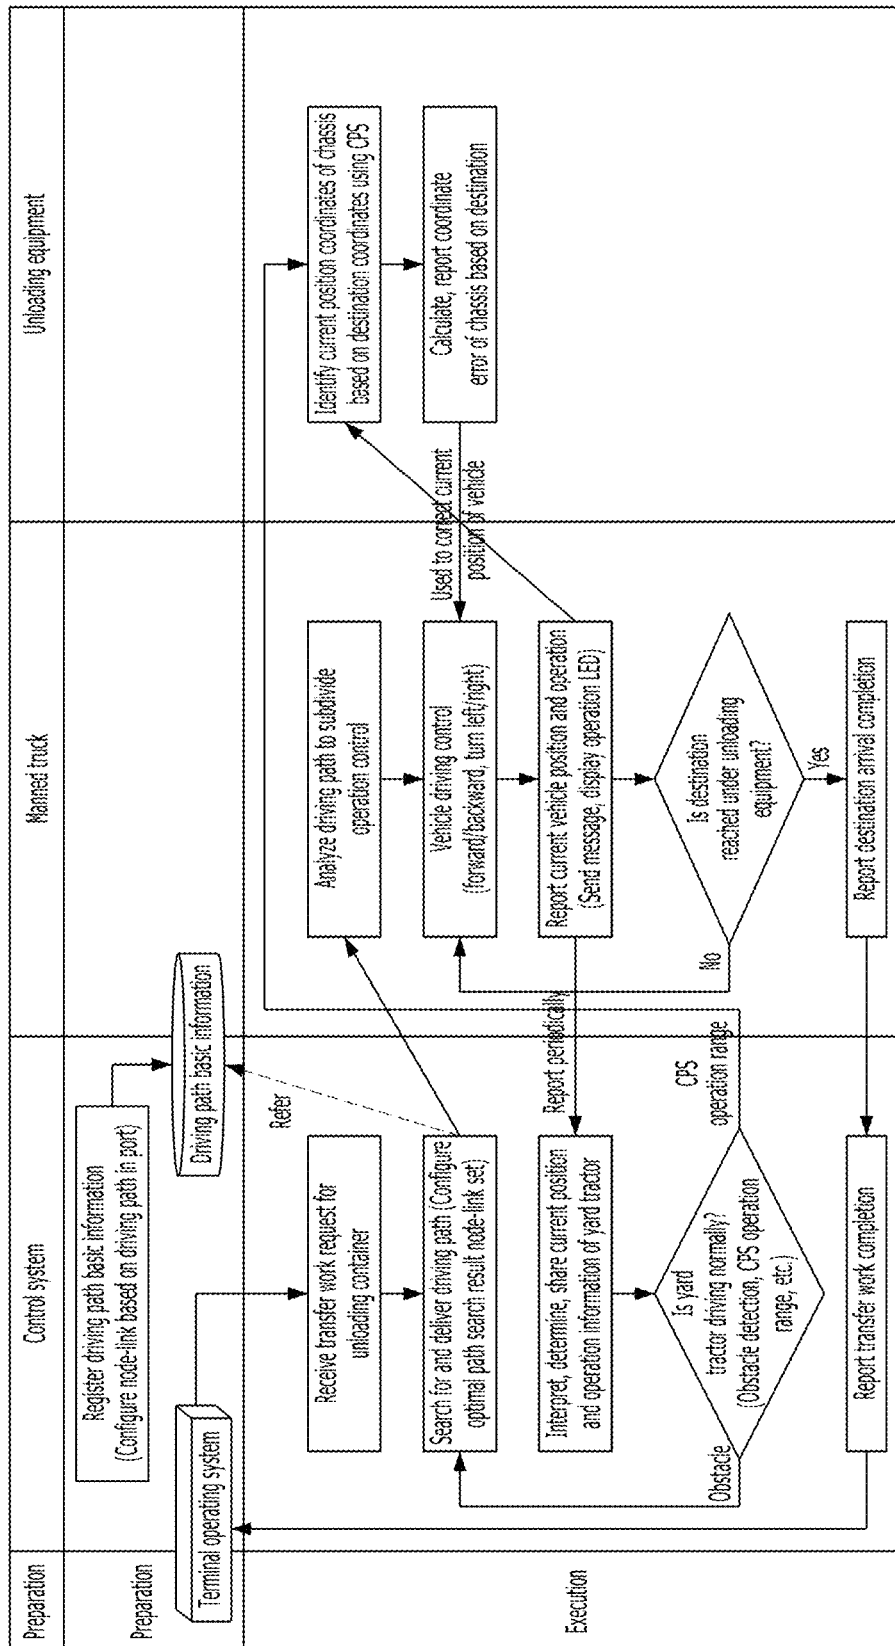 Preparation
Control system
Manned truck
Unloading equipment
Preparation
Register driving path basic information
(Configure node-link based on driving path in port)
Driving path basic information
Terminal operating system
Refer
Execution
Receive transfer work request for
unloading container
Search for and deliver driving path (Configure
optimal path search result node-link set)
Interpret, determine, share current position
and operation information of yard tractor
Is yard
tractor driving normally?
(Obstacle detection, CPS operation
range, etc.)
Obstacle
CPS
operation range
Report transfer work completion
Report periodically
Analyze driving path to subdivide
operation control
Vehicle driving control
(forward/backward, turn left/right)
Report current vehicle position and operation
(Send message, display operation LED)
Is destination
reached under unloading
equipment?
No
Yes
Report destination arrival completion
Used to correct current
position of vehicle
Identify current position coordinates of chassis
based on destination coordinates using CPS
Calculate, report coordinate
error of chassis based on destination